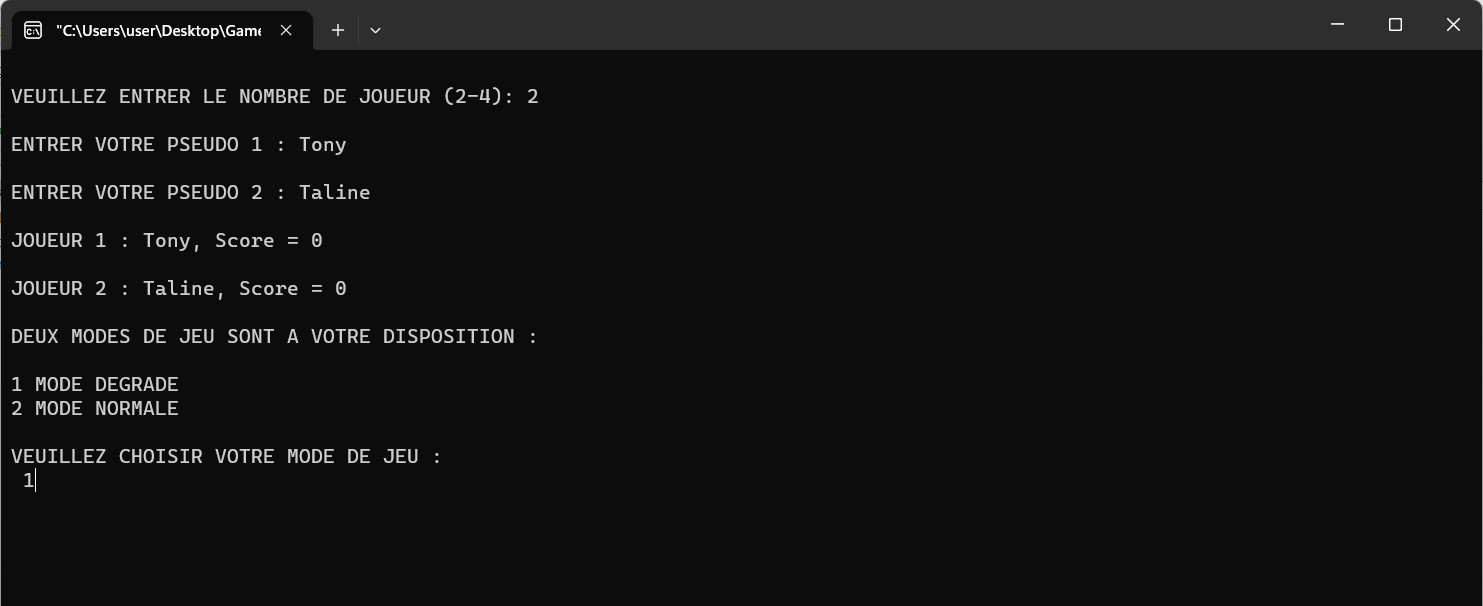 "C:\Users\user\Desktop\Game
VEUILLEZ ENTRER LE NOMBRE DE JOUEUR (2-4): 2
ENTRER VOTRE PSEUDO 1 : Tony
ENTRER VOTRE PSEUDO 2 : Taline
JOUEUR 1 : Tony, Score = 0
JOUEUR 2 : Taline, Score = 0
DEUX MODES DE JEU SONT A VOTRE DISPOSITION :
1 MODE DEGRADE
2 MODE NORMALE
VEUILLEZ CHOISIR VOTRE MODE DE JEU :
1